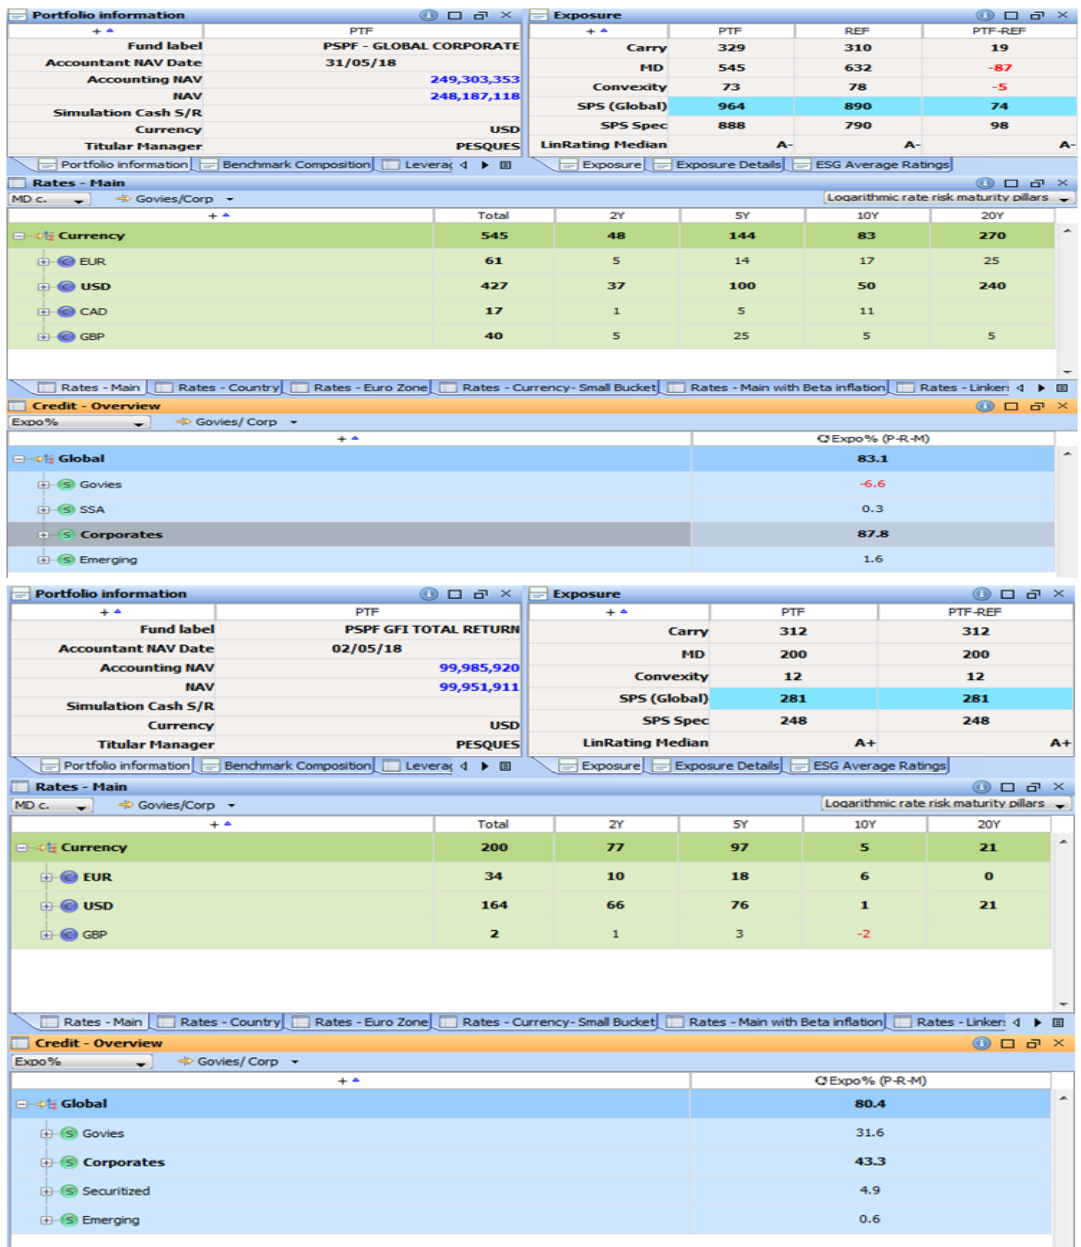 Portfolio information
+ PTF
Fund label PSPF - GLOBAL CORPORATE
Accountant NAV Date 31/05/18
Accounting NAV 249,303,353
NAV 248,187,118
Simulation Cash S/R
Currency USD
Titular Manager PESQUES
Portfolio information Benchmark Composition Leverag
Exposure
+ PTF REF PTF-REF
Carry 329 310 19
MD 545 632 -87
Convexity 73 78 -5
SPS (Global) 964 890 74
SPS Spec 888 790 98
LinRating Median A- A- A-
Exposure Exposure Details ESG Average Ratings
Rates - Main
MD c. Govies/Corp Logarithmic rate risk maturity pillars
+ Total 2Y 5Y 10Y 20Y
Currency 545 48 144 83 270
EUR 61 5 14 17 25
USD 427 37 100 50 240
CAD 17 1 5 11
GBP 40 5 25 5 5
Rates - Main Rates - Country Rates - Euro Zone Rates - Currency- Small Bucket Rates - Main with Beta inflation Rates - Linkers
Credit - Overview
Expo% Govies/ Corp
+ Expo% (P-R-M)
Global 83.1
Govies -6.6
SSA 0.3
Corporates 87.8
Emerging 1.6
Portfolio information
+ PTF
Fund label PSPF GFI TOTAL RETURN
Accountant NAV Date 02/05/18
Accounting NAV 99,985,920
NAV 99,951,911
Simulation Cash S/R
Currency USD
Titular Manager PESQUES
Portfolio information Benchmark Composition Leverag
Exposure
+ PTF PTF-REF
Carry 312 312
MD 200 200
Convexity 12 12
SPS (Global) 281 281
SPS Spec 248 248
LinRating Median A+ A+
Exposure Exposure Details ESG Average Ratings
Rates - Main
MD c. Govies/Corp Logarithmic rate risk maturity pillars
+ Total 2Y 5Y 10Y 20Y
Currency 200 77 97 5 21
EUR 34 10 18 6 0
USD 164 66 76 1 21
GBP 2 1 3 -2
Rates - Main Rates - Country Rates - Euro Zone Rates - Currency- Small Bucket Rates - Main with Beta inflation Rates - Linkers
Credit - Overview
Expo% Govies/ Corp
+ Expo% (P-R-M)
Global 80.4
Govies 31.6
Corporates 43.3
Securitized 4.9
Emerging 0.6